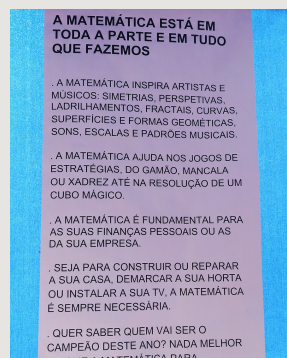 A MATEMÁTICA ESTÁ EM
TODA A PARTE E EM TUDO
QUE FAZEMOS
. A MATEMÁTICA INSPIRA ARTISTAS E
MÚSICOS: SIMETRIAS, PERSPETIVAS,
LADRILHAMENTOS, FRACTAIS, CURVAS,
SUPERFÍCIES E FORMAS GEOMÉTICAS,
SONS, ESCALAS E PADRÕES MUSICAIS.
. A MATEMÁTICA AJUDA NOS JOGOS DE
ESTRATÉGIAS, DO GAMÃO, MANCALA
OU XADREZ ATÉ NA RESOLUÇÃO DE UM
CUBO MÁGICO.
. A MATEMÁTICA É FUNDAMENTAL PARA
AS SUAS FINANÇAS PESSOAIS OU AS
DA SUA EMPRESA.
. SEJA PARA CONSTRUIR OU REPARAR
A SUA CASA, DEMARCAR A SUA HORTA
OU INSTALAR A SUA TV, A MATEMÁTICA
É SEMPRE NECESSÁRIA.
. QUER SABER QUEM VAI SER O
CAMPEÃO DESTE ANO? NADA MELHOR
A MATEMÁTICA PARA